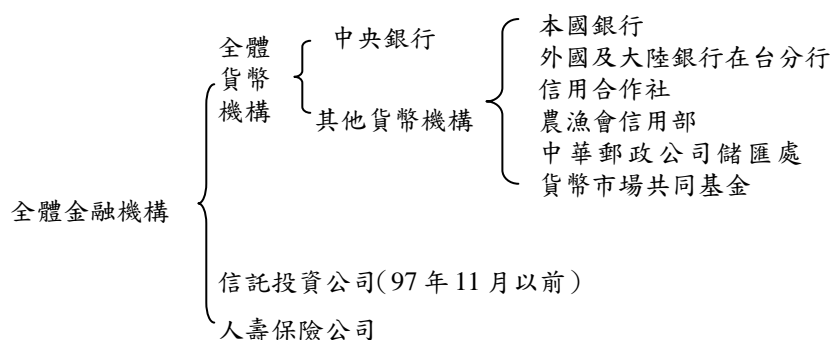 全體金融機構
全體
貨幣
機構
中央銀行
其他貨幣機構
本國銀行
外國及大陸銀行在台分行
信用合作社
農漁會信用部
中華郵政公司儲匯處
貨幣市場共同基金
信託投資公司(97 年 11 月以前)
人壽保險公司